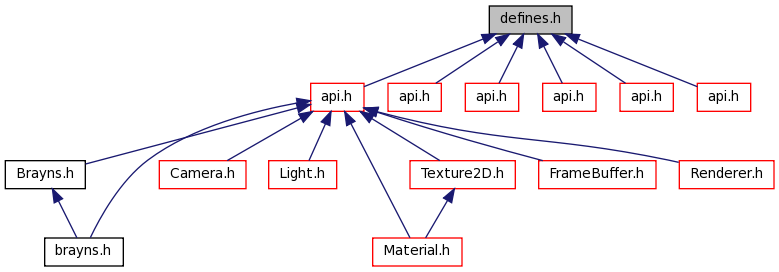 defines.h
api.h
api.h
api.h
api.h
api.h
api.h
Brayns.h
Camera.h
Light.h
Texture2D.h
FrameBuffer.h
Renderer.h
brayns.h
Material.h